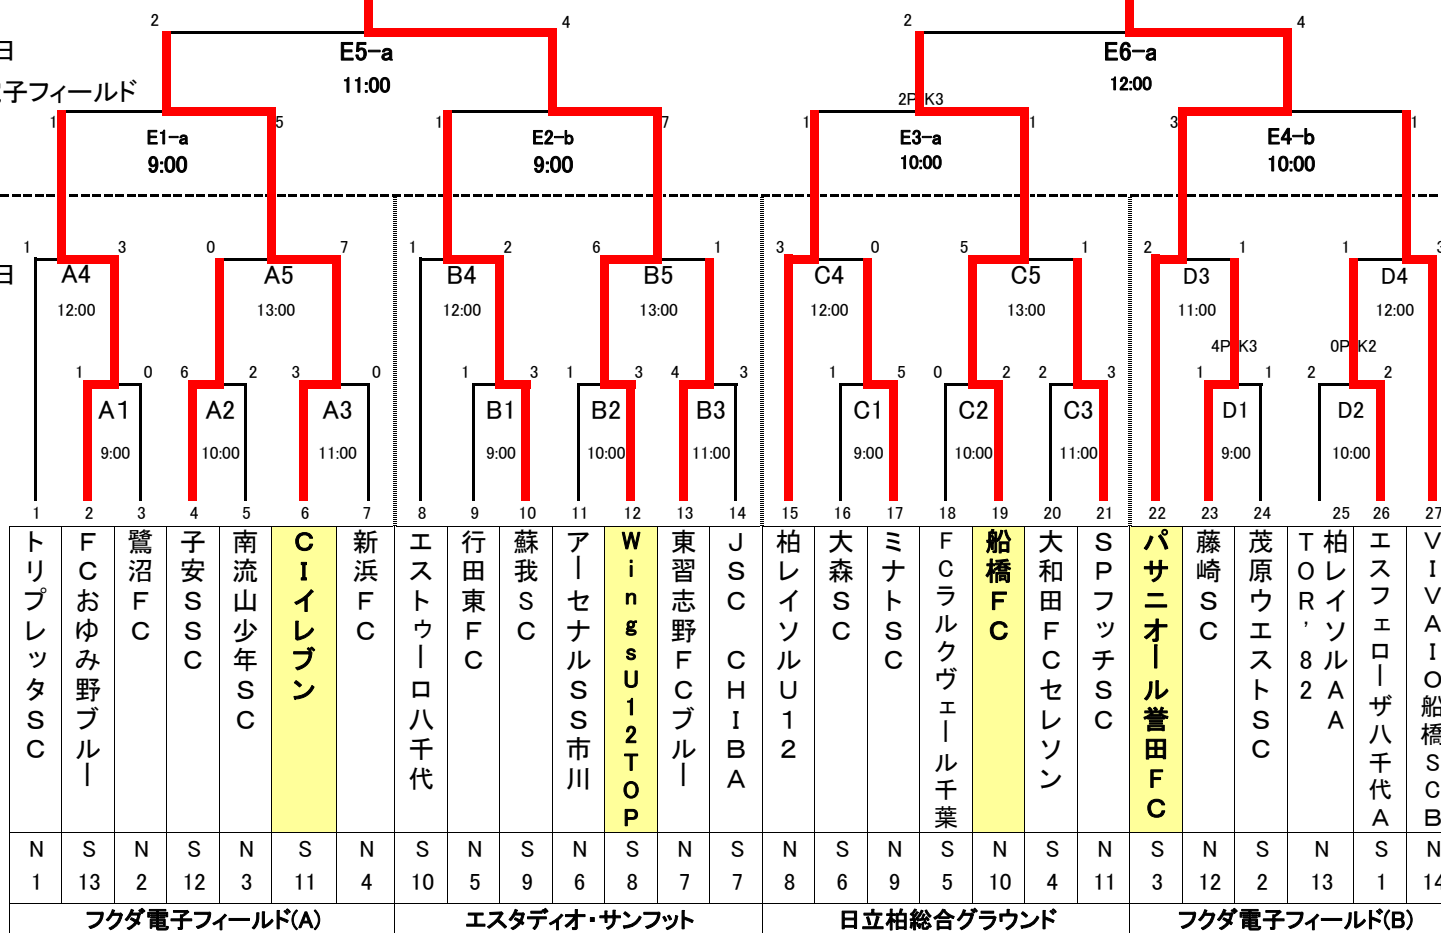 2 4 2 4
日 E5-a E6-a
11:00 12:00
子フィールド 2P K3
1 5 1 7 1 1 3 1
E1-a E2-b E3-a E4-b
9:00 9:00 10:00 10:00
1 3 0 7 1 2 6 1 3 0 5 1 2 1 1 3
日 A4 A5 B4 B5 C4 C5 D3 D4
12:00 13:00 12:00 13:00 12:00 13:00 11:00 12:00
4P K3 0P K2
1 0 6 2 3 0 1 3 1 3 4 3 1 5 0 2 2 3 1 1 2 2
A1 A2 A3 B1 B2 B3 C1 C2 C3 D1 D2
9:00 10:00 11:00 9:00 10:00 11:00 9:00 10:00 11:00 9:00 10:00
1 2 3 4 5 6 7 8 9 10 11 12 13 14 15 16 17 18 19 20 21 22 23 24 25 26 27
トリプレッタSC
FCおゆみ野ブルー
鷺沼FC
子安SSC
南流山少年SC
CIイレブン
新浜FC
エストゥーロ八千代
行田東FC
蘇我SC
アーセナルSS市川
WingsU12TOP
東習志野FCブルー
JSC CHIBA
柏レイソルU12
大森SC
ミナトSC
FCラルクヴェール千葉
船橋FC
大和田FCセレソン
SPフッチSC
パサニオール誉田FC
藤崎SC
茂原ウエストSC
柏レイソルAA
TOR'82
エスフェローザ八千代A
VIVAIO船橋SCB
N S N S N S N S N S N S N S N S N S N S N S N S N S N
1 13 2 12 3 11 4 10 5 9 6 8 7 7 8 6 9 5 10 4 11 3 12 2 13 1 14
フクダ電子フィールド(A) エスタディオ・サンフット 日立柏総合グラウンド フクダ電子フィールド(B)